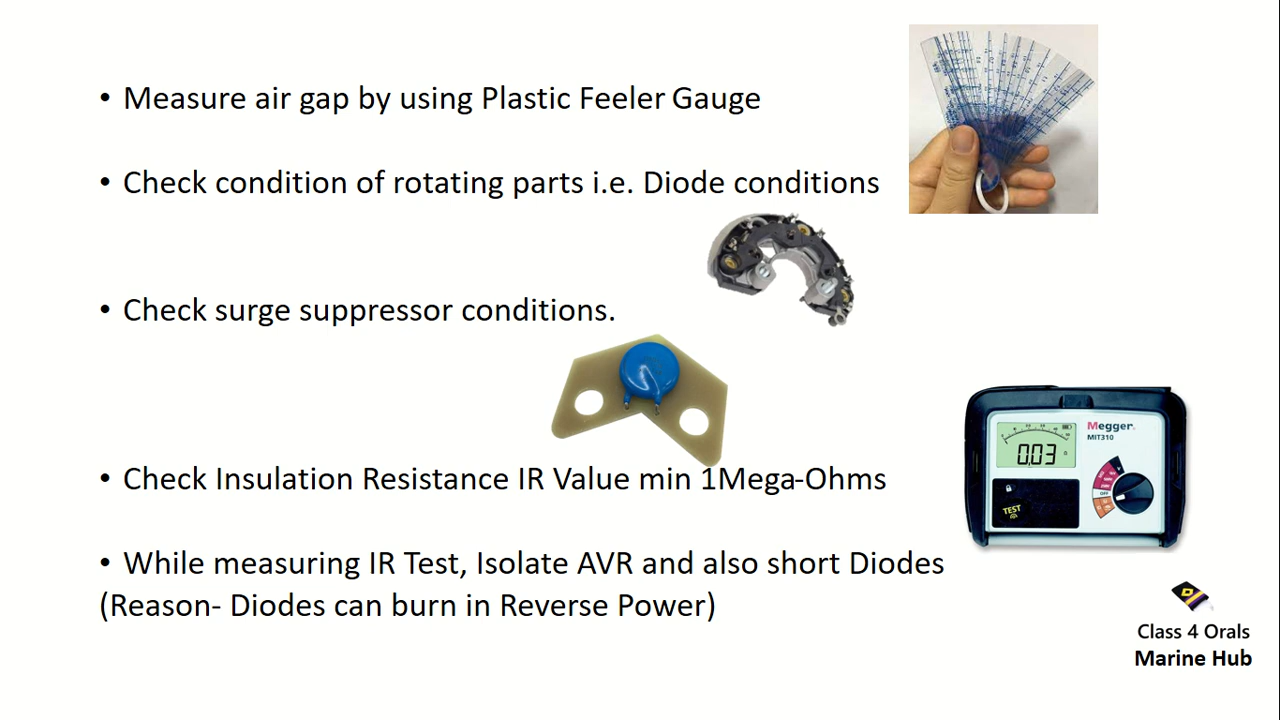 • Measure air gap by using Plastic Feeler Gauge
• Check condition of rotating parts i.e. Diode conditions
• Check surge suppressor conditions.
Megger.
MIT310
0.03
TEST
OFF
• Check Insulation Resistance IR Value min 1Mega-Ohms
• While measuring IR Test, Isolate AVR and also short Diodes
(Reason- Diodes can burn in Reverse Power)
Class 4 Orals
Marine Hub